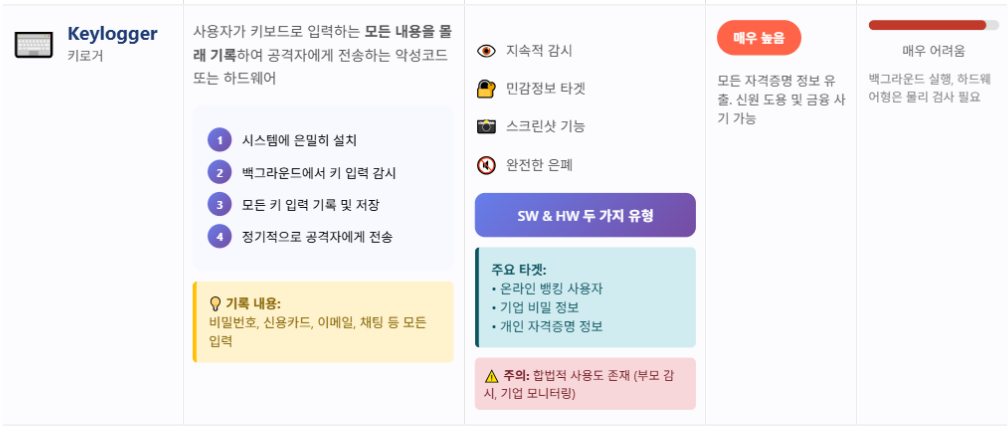 Keylogger
키로거
사용자가 키보드로 입력하는 모든 내용을 몰
래 기록하여 공격자에게 전송하는 악성코드
또는 하드웨어
1 시스템에 은밀히 설치
2 백그라운드에서 키 입력 감시
3 모든 키 입력 기록 및 저장
4 정기적으로 공격자에게 전송
기록 내용:
비밀번호, 신용카드, 이메일, 채팅 등 모든
입력
지속적 감시
민감정보 타겟
스크린샷 기능
완전한 은폐
SW & HW 두 가지 유형
주요 타겟:
• 온라인 뱅킹 사용자
• 기업 비밀 정보
• 개인 자격증명 정보
주의: 합법적 사용도 존재 (부모 감
시, 기업 모니터링)
매우 높음
모든 자격증명 정보 유
출. 신원 도용 및 금융 사
기 가능
매우 어려움
백그라운드 실행, 하드웨
어형은 물리 검사 필요